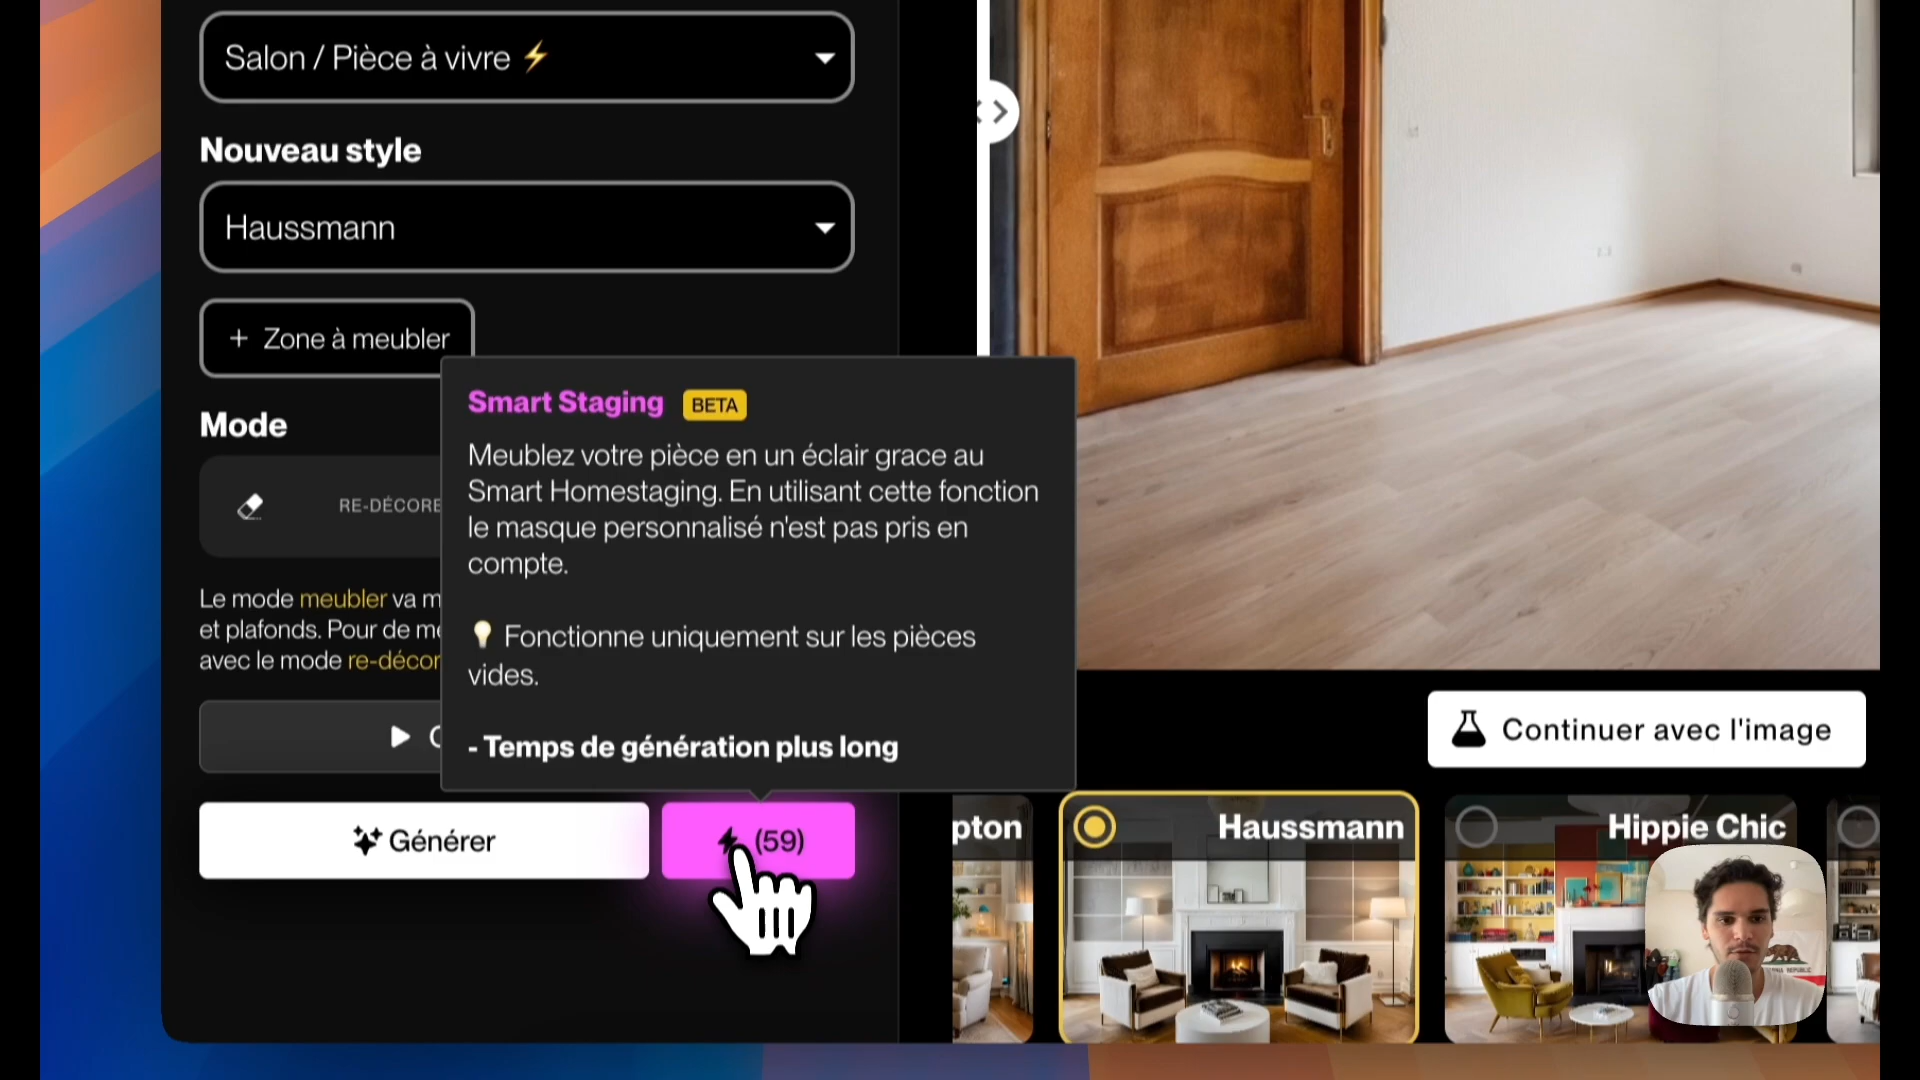 Salon / Pièce à vivre ⚡
Nouveau style
Haussmann
+ Zone à meubler
Smart Staging BETA
Meublez votre pièce en un éclair grace au
Smart Homestaging. En utilisant cette fonction
le masque personnalisé n'est pas pris en
compte.
💡 Fonctionne uniquement sur les pièces
vides.
- Temps de génération plus long
Mode
RE-DÉCORE
Le mode meubler va m
et plafonds. Pour de me
avec le mode re-décor
Générer
(59)
Continuer avec l'image
pton
Haussmann
Hippie Chic